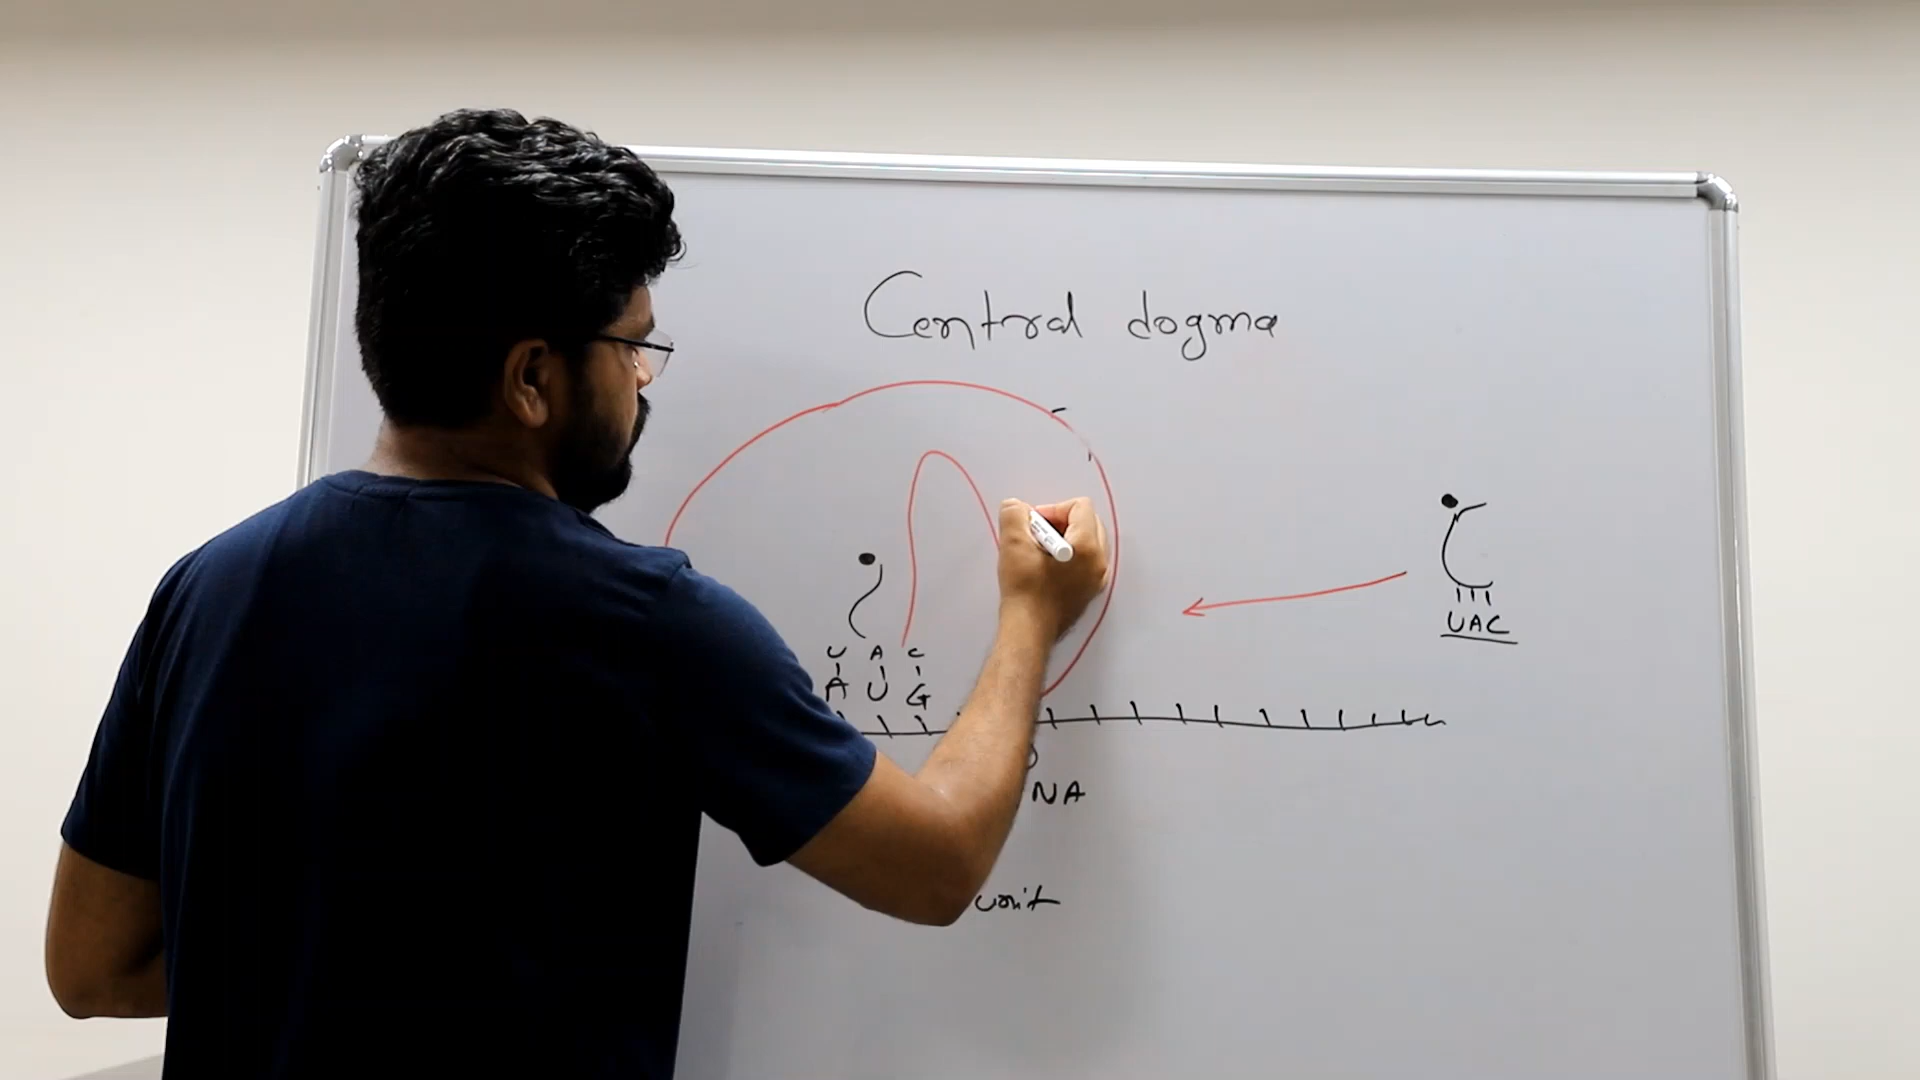 Central dogma
UAC
U A C
A U G
NA
unit